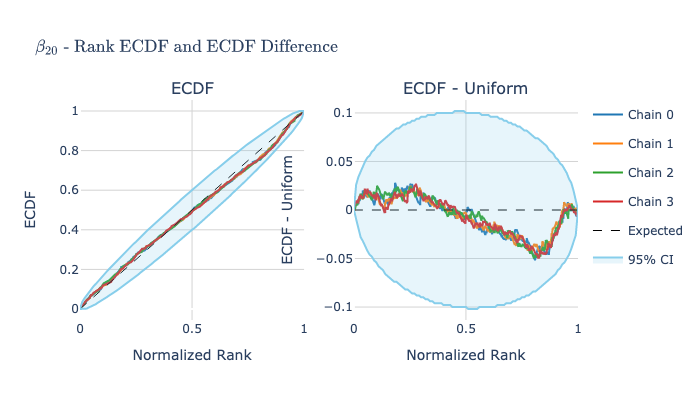 β₂₀ - Rank ECDF and ECDF Difference
ECDF
ECDF
1
0.8
0.6
0.4
0.2
0
0
0.5
1
Normalized Rank
ECDF - Uniform
ECDF - Uniform
0.1
0.05
0
−0.05
−0.1
0
0.5
1
Normalized Rank
Chain 0
Chain 1
Chain 2
Chain 3
Expected
95% CI